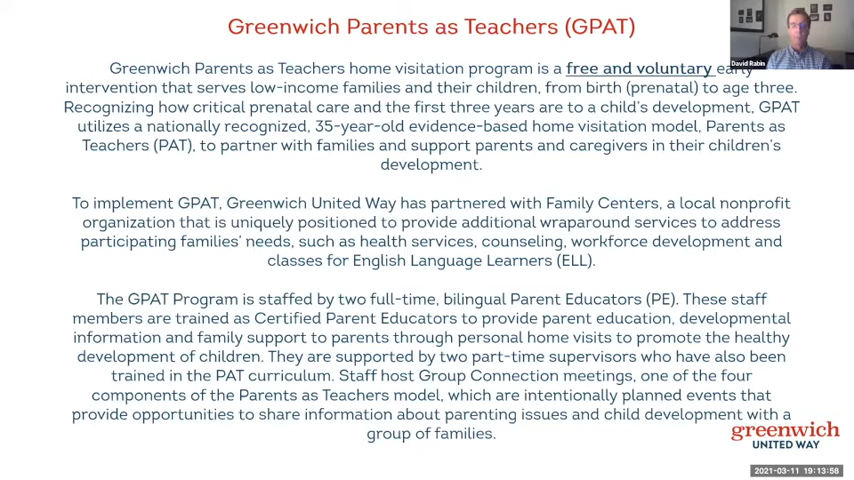 Greenwich Parents as Teachers (GPAT)
David Rabin
Greenwich Parents as Teachers home visitation program is a free and voluntary early
intervention that serves low-income families and their children, from birth (prenatal) to age three.
Recognizing how critical prenatal care and the first three years are to a child's development, GPAT
utilizes a nationally recognized, 35-year-old evidence-based home visitation model, Parents as
Teachers (PAT), to partner with families and support parents and caregivers in their children's
development.
To implement GPAT, Greenwich United Way has partnered with Family Centers, a local nonprofit
organization that is uniquely positioned to provide additional wraparound services to address
participating families' needs, such as health services, counseling, workforce development and
classes for English Language Learners (ELL).
The GPAT Program is staffed by two full-time, bilingual Parent Educators (PE). These staff
members are trained as Certified Parent Educators to provide parent education, developmental
information and family support to parents through personal home visits to promote the healthy
development of children. They are supported by two part-time supervisors who have also been
trained in the PAT curriculum. Staff host Group Connection meetings, one of the four
components of the Parents as Teachers model, which are intentionally planned events that
provide opportunities to share information about parenting issues and child development with a
group of families.
greenwich
UNITED WAY
2021-03-11 19:13:58